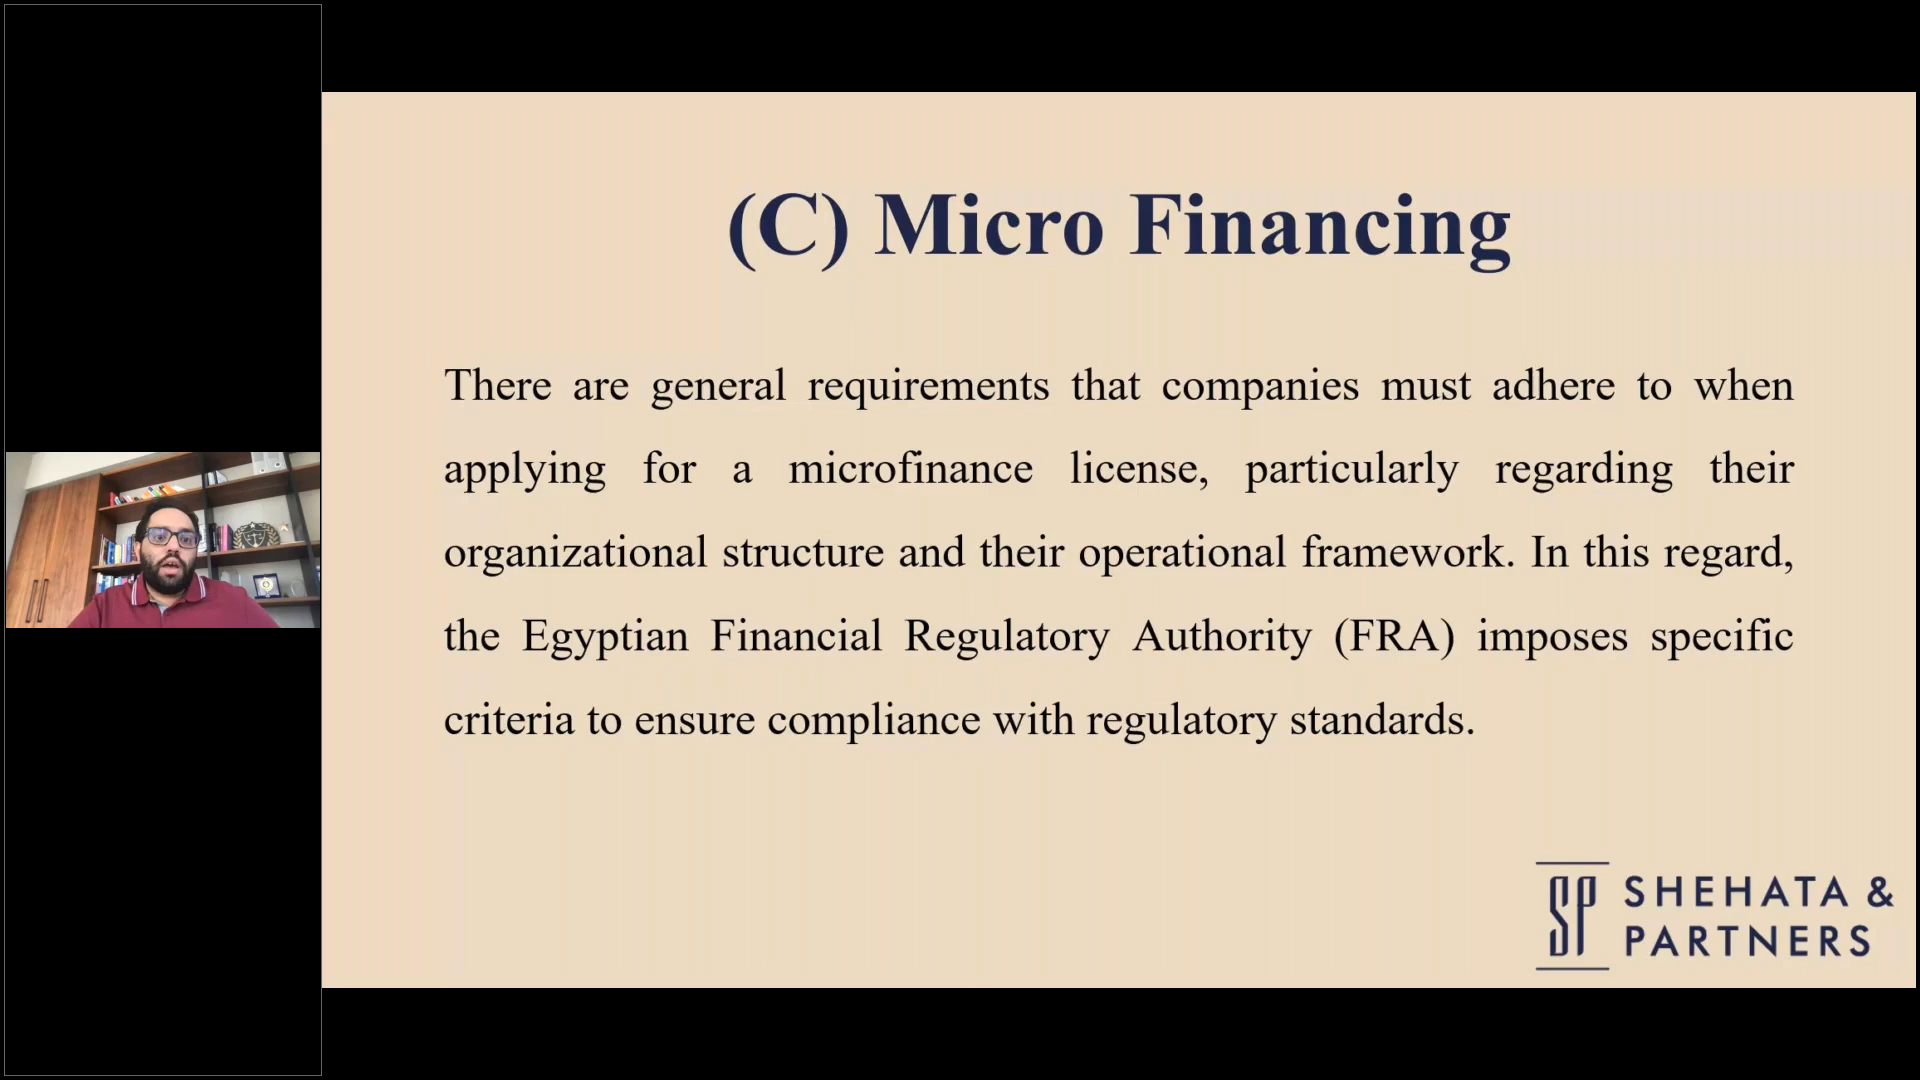 (C) Micro Financing
There are general requirements that companies must adhere to when
applying for a microfinance license, particularly regarding their
organizational structure and their operational framework. In this regard,
the Egyptian Financial Regulatory Authority (FRA) imposes specific
criteria to ensure compliance with regulatory standards.
SP
SHEHATA &
PARTNERS